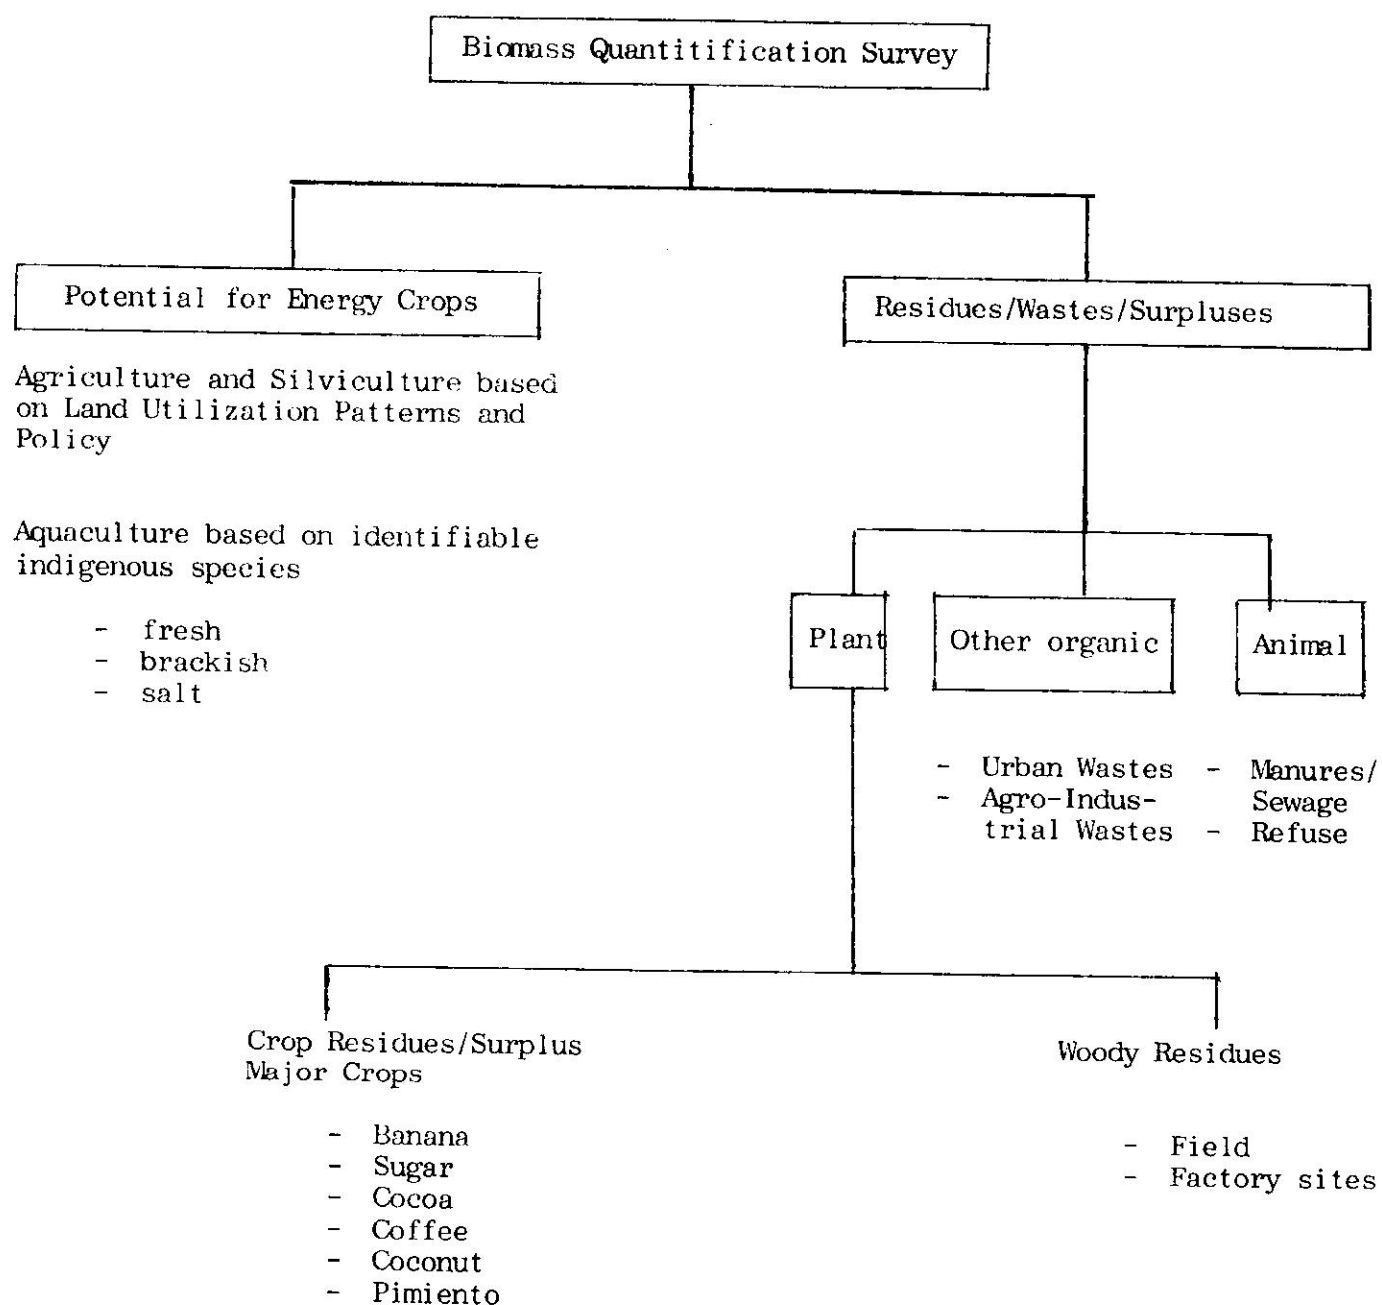 Biomass Quantitification Survey
Potential for Energy Crops
Agriculture and Silviculture based
on Land Utilization Patterns and
Policy
Aquaculture based on identifiable
indigenous species
- fresh
- brackish
- salt
Residues/Wastes/Surpluses
Plant
Other organic
Animal
- Urban Wastes
- Agro-Indus-
trial Wastes
- Manures/
Sewage
- Refuse
Crop Residues/Surplus
Major Crops
- Banana
- Sugar
- Cocoa
- Coffee
- Coconut
- Pimiento
Woody Residues
- Field
- Factory sites